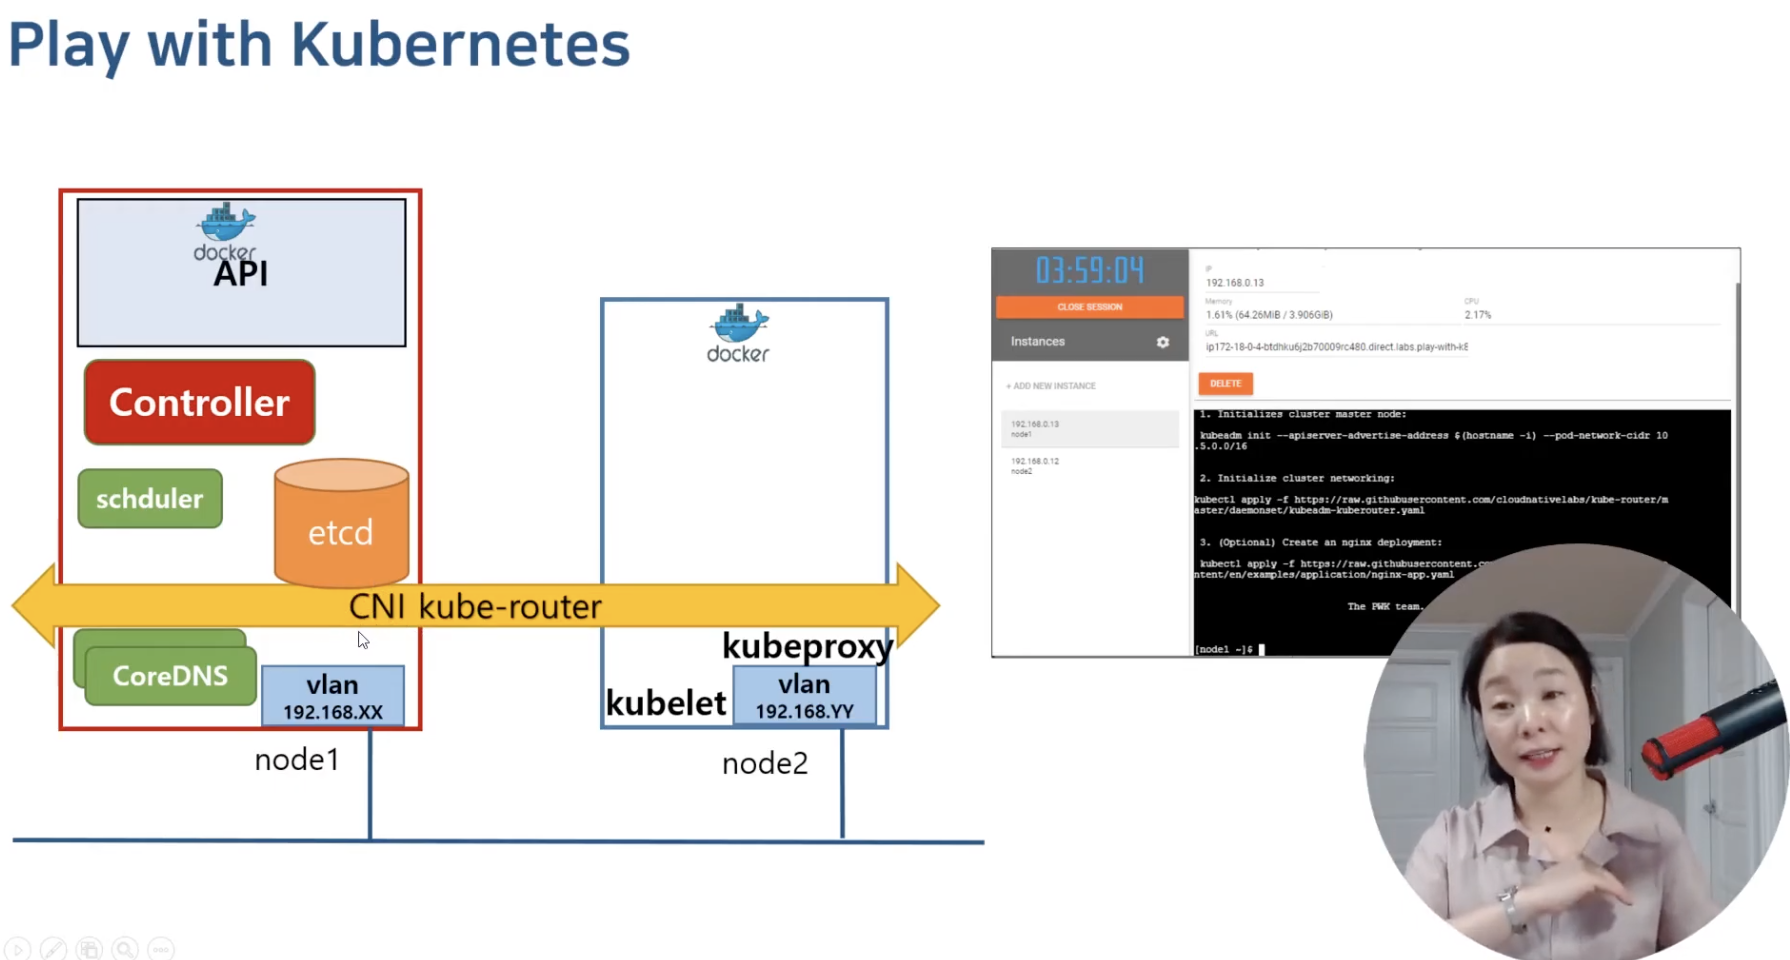 Play with Kubernetes
docker
API
Controller
schduler
etcd
CNI kube-router
CoreDNS
vlan
192.168.XX
node1
docker
kubeproxy
kubelet
vlan
192.168.YY
node2
03:59:04
CLOSE SESSION
Instances
+ ADD NEW INSTANCE
192.168.0.13
node1
192.168.0.12
node2
IP
192.168.0.13
Memory
1.61% (64.26MiB / 3.906GiB)
CPU
2.17%
URL
ip172-18-0-4-btdhku6j2b70009rc480.direct.labs.play-with-k8
DELETE
1. Initializes cluster master node:
kubeadm init --apiserver-advertise-address $(hostname -i) --pod-network-cidr 10
.5.0.0/16
2. Initialize cluster networking:
kubectl apply -f https://raw.githubusercontent.com/cloudnativelabs/kube-router/m
aster/daemonset/kubeadm-kuberouter.yaml
3. (Optional) Create an nginx deployment:
kubectl apply -f https://raw.githubusercontent.co
ntent/en/examples/application/nginx-app.yaml
The PWK team.
[node1 ~]$